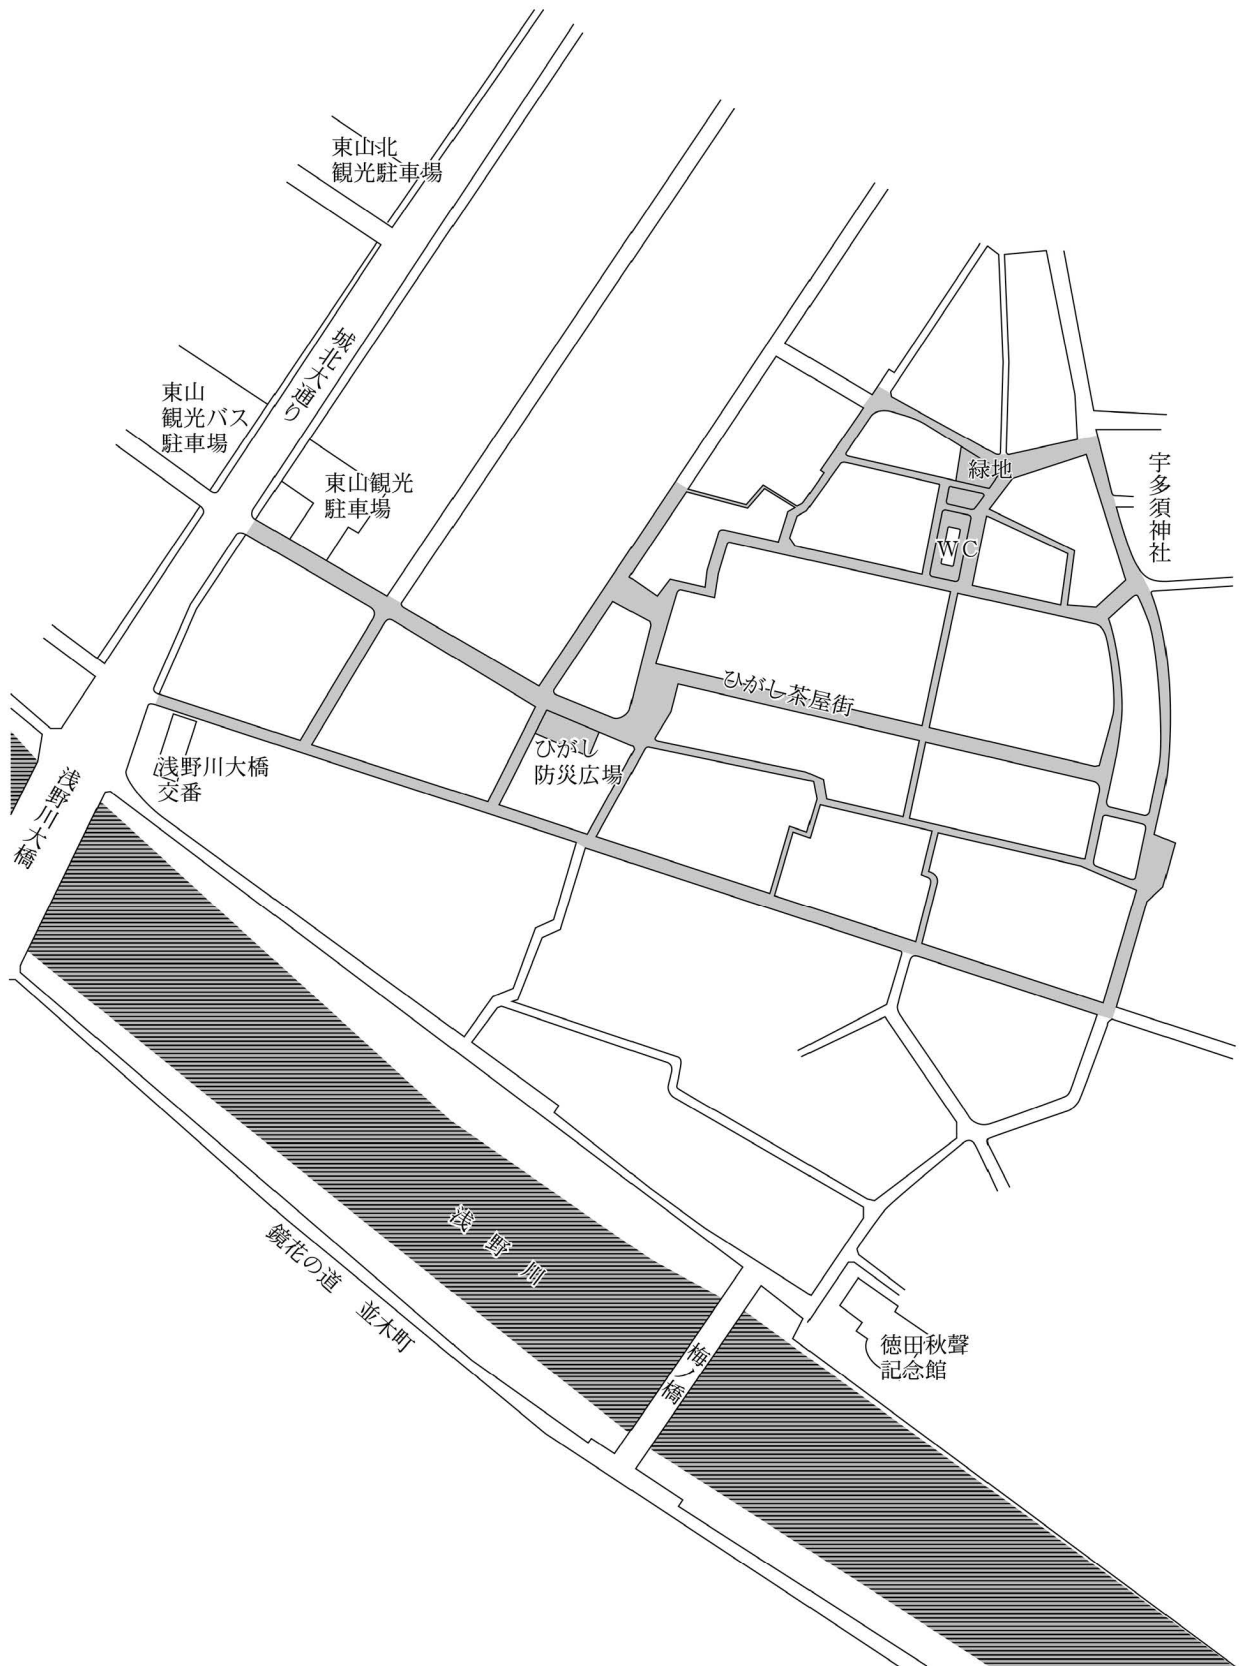 東山北
観光駐車場
城北大通り
東山
観光バス
駐車場
東山観光
駐車場
緑地
宇多須神社
WC
ひがし茶屋街
ひがし
防災広場
浅野川大橋
交番
浅野川大橋
浅野川
鏡花の道 並木町
梅ノ橋
徳田秋聲
記念館